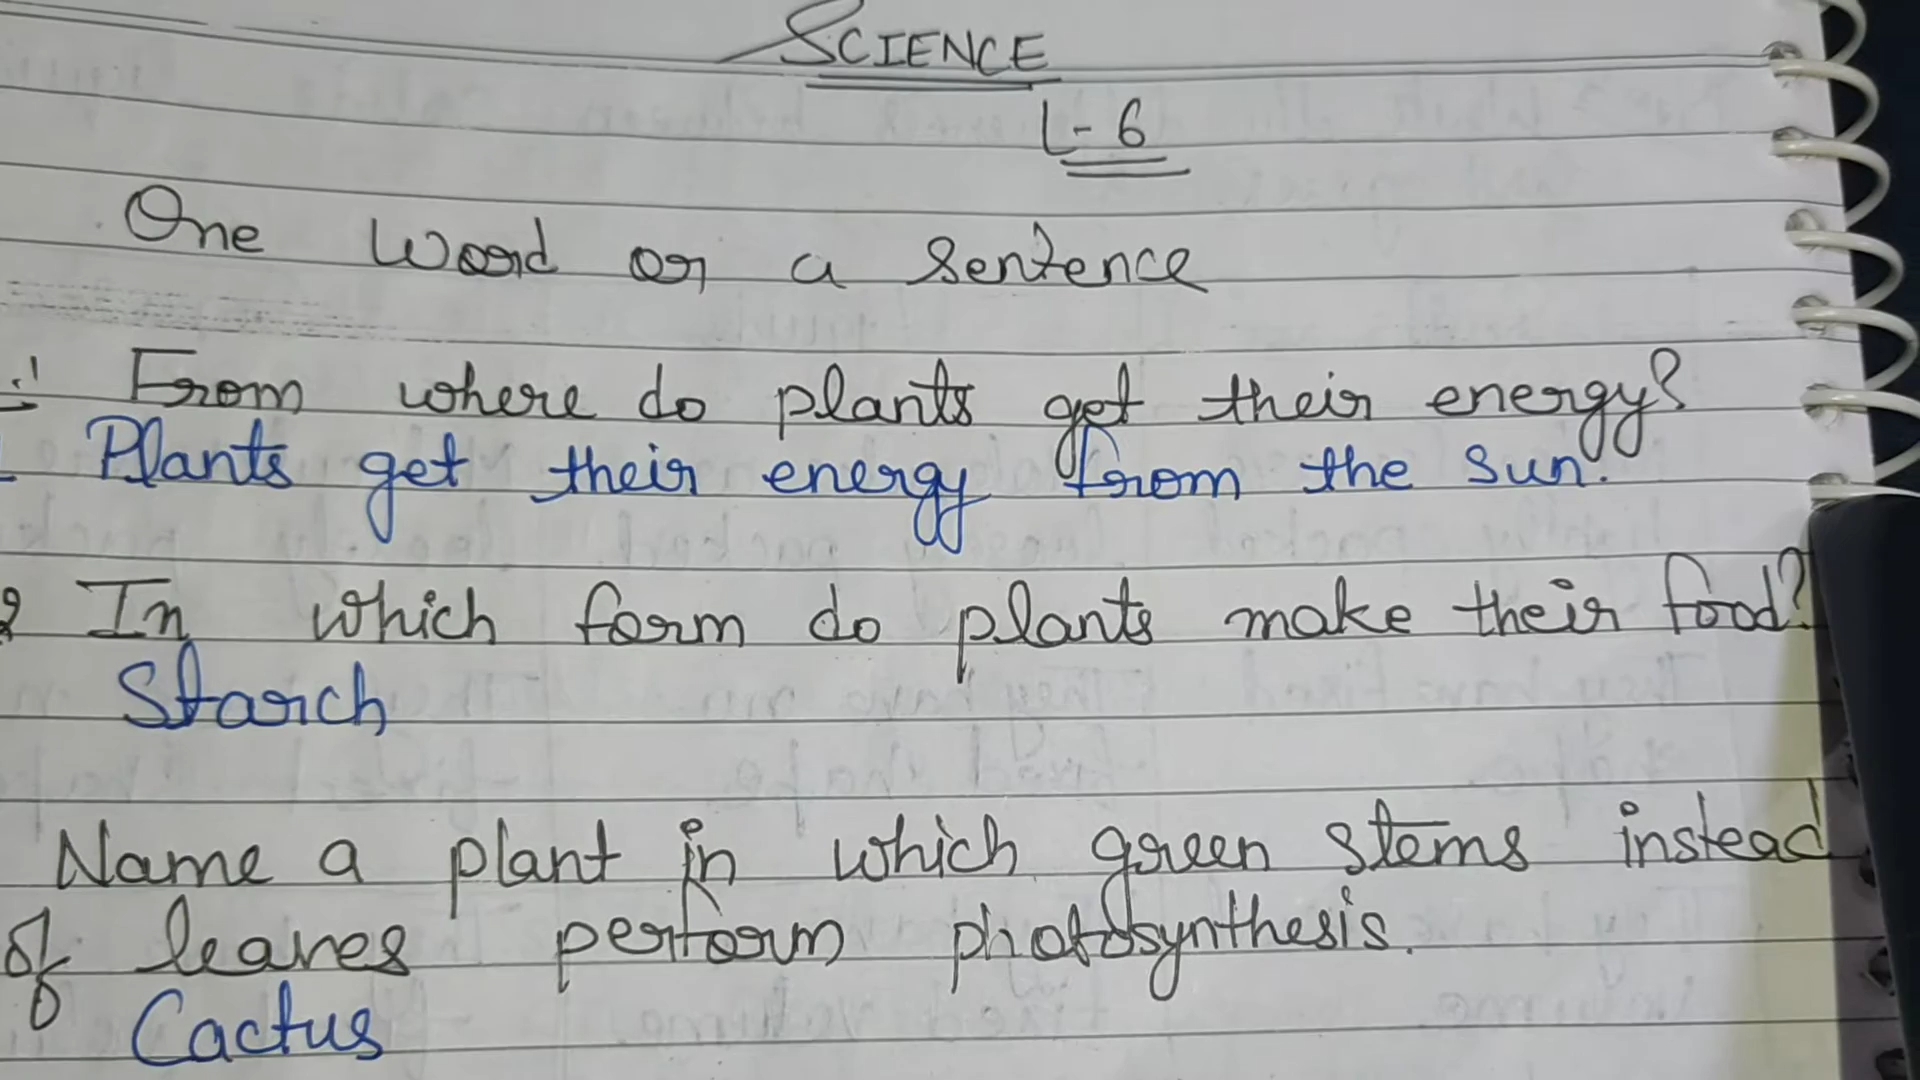 SCIENCE
L-6
One word or a sentence
From where do plants get their energy?
Plants get their energy from the sun.
2 In which form do plants make their food?
Starch
Name a plant in which green stems instead
of leaves perform photosynthesis.
Cactus